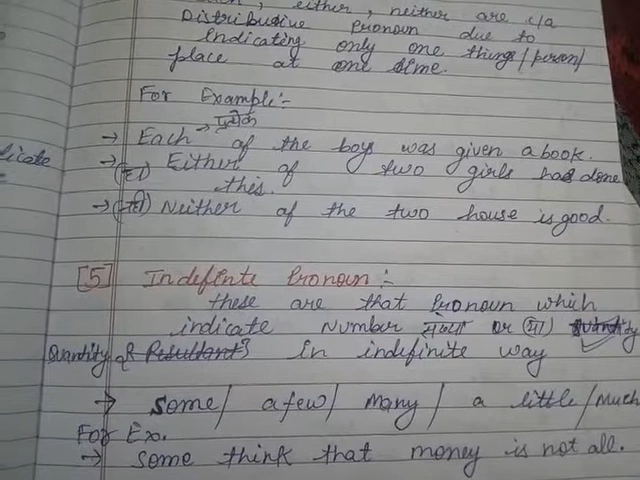 either, neither are c/a
Distributive Pronoun due to
Indicating only one things/person/
place at one time.
For Example:-
→ Each → प्रत्येक of the boys was given a book.
→ (हां) Either of two girls had done
this.
→ (नहीं) Neither of the two house is good.
[5] Indefinte Pronoun:-
these are that Pronoun which
indicate Number संख्या or (मात्रा) Quantity
Quantity of Resultant? in indefinite way
→ some/ a few/ Many/ a little/Much
For Ex.
→ some think that money is not all.